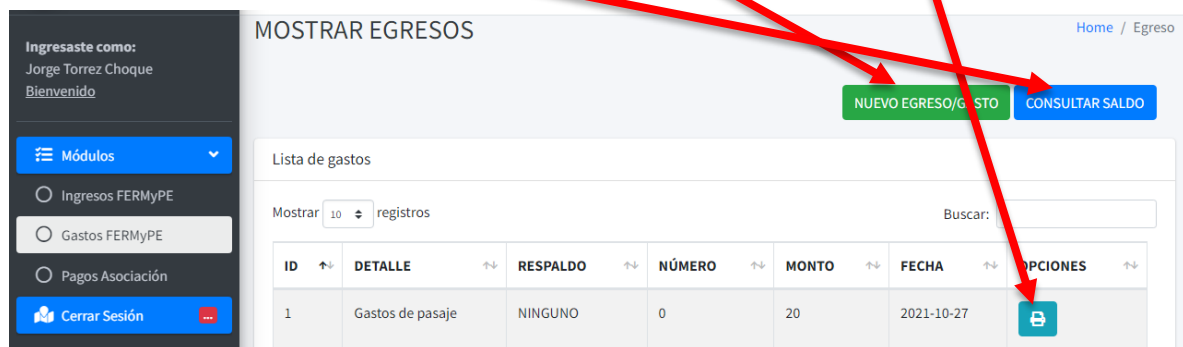 MOSTRAR EGRESOS
Home / Egreso
Ingresaste como:
Jorge Torrez Choque
Bienvenido
NUEVO EGRESO/GASTO
CONSULTAR SALDO
Módulos
Ingresos FERMyPE
Gastos FERMyPE
Pagos Asociación
Cerrar Sesión ...
Lista de gastos
Mostrar 10 registros
Buscar:
ID DETALLE RESPALDO NÚMERO MONTO FECHA OPCIONES
1 Gastos de pasaje NINGUNO 0 20 2021-10-27